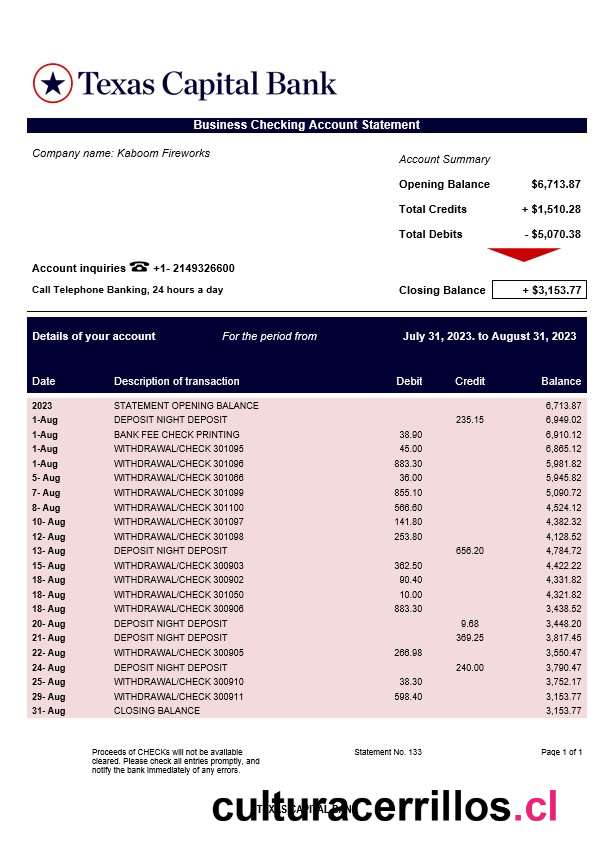 Texas Capital Bank
Business Checking Account Statement
Company name: Kaboom Fireworks
Account Summary
Opening Balance $6,713.87
Total Credits + $1,510.28
Total Debits - $5,070.38
Account inquiries ☎ +1- 2149326600
Call Telephone Banking, 24 hours a day
Closing Balance + $3,153.77
Details of your account For the period from July 31, 2023. to August 31, 2023
Date Description of transaction Debit Credit Balance
2023 STATEMENT OPENING BALANCE 6,713.87
1-Aug DEPOSIT NIGHT DEPOSIT 235.15 6,949.02
1-Aug BANK FEE CHECK PRINTING 38.90 6,910.12
1-Aug WITHDRAWAL/CHECK 301095 45.00 6,865.12
1-Aug WITHDRAWAL/CHECK 301096 883.30 5,981.82
5- Aug WITHDRAWAL/CHECK 301066 36.00 5,945.82
7- Aug WITHDRAWAL/CHECK 301099 855.10 5,090.72
8- Aug WITHDRAWAL/CHECK 301100 566.60 4,524.12
10- Aug WITHDRAWAL/CHECK 301097 141.80 4,382.32
12- Aug WITHDRAWAL/CHECK 301098 253.80 4,128.52
13- Aug DEPOSIT NIGHT DEPOSIT 656.20 4,784.72
15- Aug WITHDRAWAL/CHECK 300903 362.50 4,422.22
18- Aug WITHDRAWAL/CHECK 300902 90.40 4,331.82
18- Aug WITHDRAWAL/CHECK 301050 10.00 4,321.82
18- Aug WITHDRAWAL/CHECK 300906 883.30 3,438.52
20- Aug DEPOSIT NIGHT DEPOSIT 9.68 3,448.20
21- Aug DEPOSIT NIGHT DEPOSIT 369.25 3,817.45
22- Aug WITHDRAWAL/CHECK 300905 266.98 3,550.47
24- Aug DEPOSIT NIGHT DEPOSIT 240.00 3,790.47
25- Aug WITHDRAWAL/CHECK 300910 38.30 3,752.17
29- Aug WITHDRAWAL/CHECK 300911 598.40 3,153.77
31- Aug CLOSING BALANCE 3,153.77
Proceeds of CHECKs will not be available
cleared. Please check all entries promptly, and
notify the bank immediately of any errors.
Statement No. 133
Page 1 of 1
TEXAS CAPITAL BANK
culturacerrillos.cl